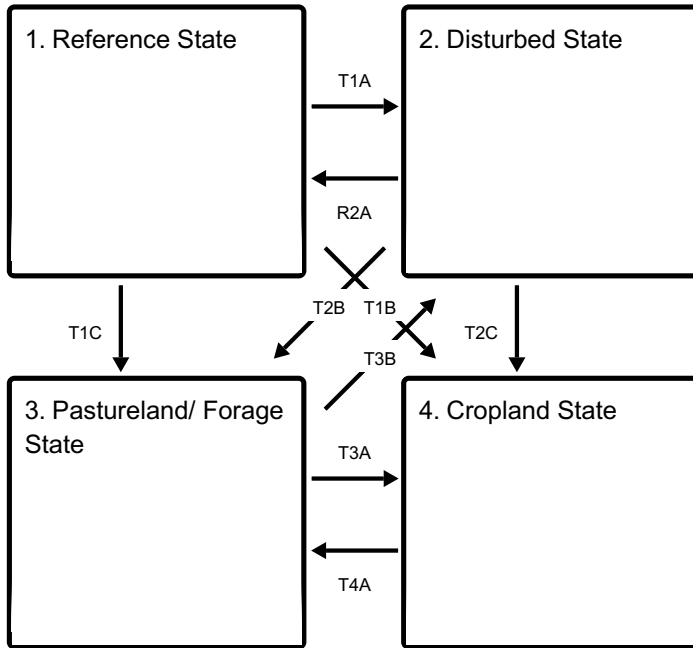 1. Reference State
2. Disturbed State
T1A
R2A
T2B
T1B
T1C
T3B
T2C
3. Pastureland/ Forage
State
4. Cropland State
T3A
T4A